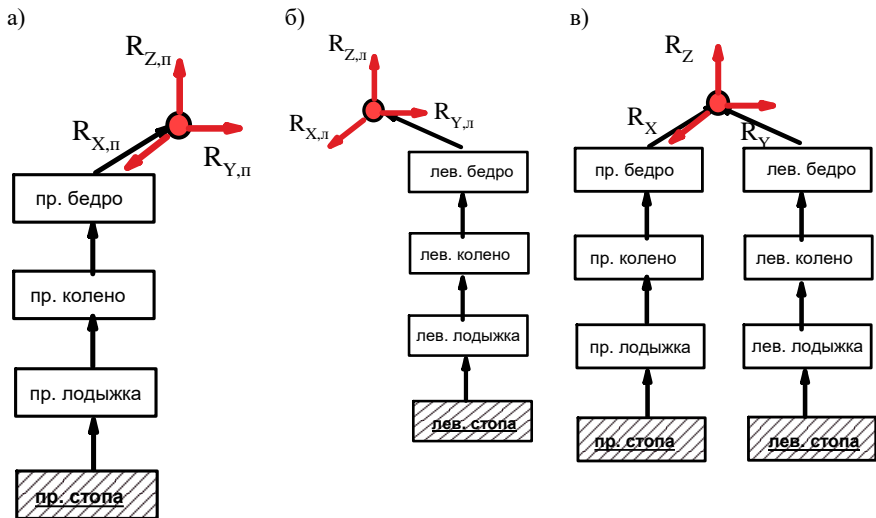 а)
R_Z,п
R_X,п
R_Y,п
пр. бедро
пр. колено
пр. лодыжка
пр. стопа
б)
R_Z,л
R_X,л
R_Y,л
лев. бедро
лев. колено
лев. лодыжка
лев. стопа
в)
R_Z
R_X
R_Y
пр. бедро
лев. бедро
пр. колено
лев. колено
пр. лодыжка
лев. лодыжка
пр. стопа
лев. стопа